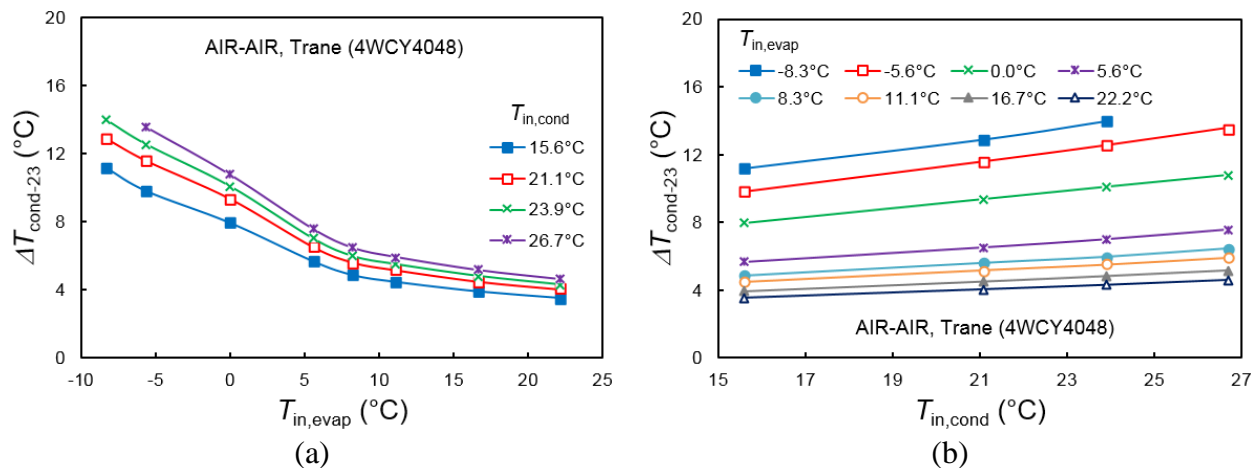 AIR-AIR, Trane (4WCY4048)
ΔTcond-23 (°C)
20
16
12
8
4
0
Tin,cond
15.6°C
21.1°C
23.9°C
26.7°C
-10 -5 0 5 10 15 20 25
Tin,evap (°C)
(a)
ΔTcond-23 (°C)
20
16
12
8
4
0
Tin,evap
-8.3°C -5.6°C 0.0°C 5.6°C
8.3°C 11.1°C 16.7°C 22.2°C
AIR-AIR, Trane (4WCY4048)
15 17 19 21 23 25 27
Tin,cond (°C)
(b)